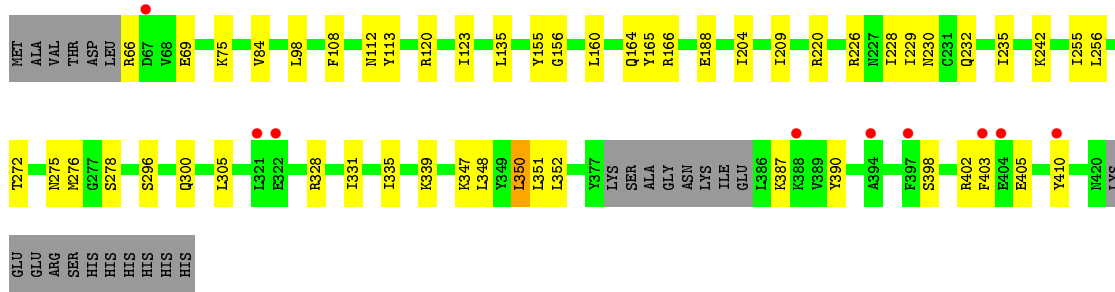 MET ALA VAL THR ASP LEU R66 D67 V68 E69 K75 V84 L98 F108 N112 Y113 R120 I123 L135 Y155 G156 L160 Q164 Y165 R166 E188 I204 I209 R220 R226 N227 I228 I229 N230 C231 Q232 I235 K242 I255 L256
T272 N275 M276 G277 S278 S296 Q300 L305 L321 E322 R328 I331 I335 K339 K347 L348 Y349 L350 L351 L352 Y377 LYS SER ALA GLY ASN LYS ILE GLU L386 K387 K388 V389 Y390 A394 F397 S398 R402 F403 E404 E405 Y410 N420 LYS
GLU GLU ARG SER HIS HIS HIS HIS HIS HIS